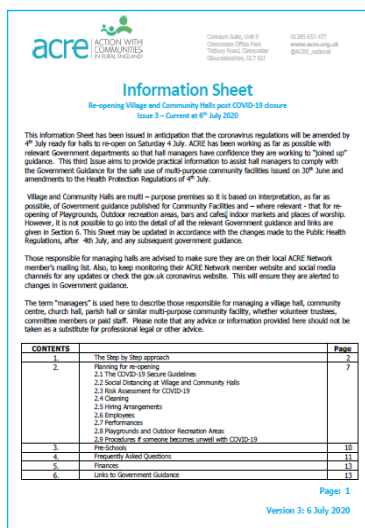 acre
ACTION WITH
COMMUNITIES
IN RURAL ENGLAND
Corinium Suite, Unit 9
Cirencester Office Park
Tetbury Road, Cirencester
Gloucestershire, GL7 6JJ
01285 653 477
www.acre.org.uk
@ACRE_national
Information Sheet
Re-opening Village and Community Halls post COVID-19 closure
Issue 3 – Current at 6th July 2020
This information Sheet has been issued in anticipation that the coronavirus regulations will be amended by
4th July ready for halls to re-open on Saturday 4 July. ACRE has been working as far as possible with
relevant Government departments so that hall managers have confidence they are working to "joined up"
guidance. This third Issue aims to provide practical information to assist hall managers to comply with
the Government Guidance for the safe use of multi-purpose community facilities issued on 30th June and
amendments to the Health Protection Regulations of 4th July.
Village and Community Halls are multi – purpose premises so it is based on interpretation, as far as
possible, of Government guidance published for Community Facilities and – where relevant - that for re-
opening of Playgrounds, Outdoor recreation areas, bars and cafes, indoor markets and places of worship.
However, it is not possible to go into the detail of all the relevant Government guidance and links are
given in Section 6. This Sheet may be updated in accordance with the changes made to the Public Health
Regulations, after 4th July, and any subsequent government guidance.
Those responsible for managing halls are advised to make sure they are on their local ACRE Network
member's mailing list. Also, to keep monitoring their ACRE Network member website and social media
channels for any updates or check the gov.uk coronavirus website. This will ensure they are alerted to
changes in Government guidance.
The term "managers" is used here to describe those responsible for managing a village hall, community
centre, church hall, parish hall or similar multi-purpose community facility, whether volunteer trustees,
committee members or paid staff. Please note that any advice or information provided here should not be
taken as a substitute for professional legal or other advice.
CONTENTS Page
1. The Step by Step approach 2
2. Planning for re-opening 7
2.1 The COVID-19 Secure Guidelines
2.2 Social Distancing at Village and Community Halls
2.3 Risk Assessment for COVID-19
2.4 Cleaning
2.5 Hiring Arrangements
2.6 Employees
2.7 Performances
2.8 Playgrounds and Outdoor Recreation Areas
2.9 Procedures if someone becomes unwell with COVID-19
3. Pre-Schools 10
4. Frequently Asked Questions 11
5. Finances 13
6. Links to Government Guidance 13
Page: 1
Version 3: 6 July 2020